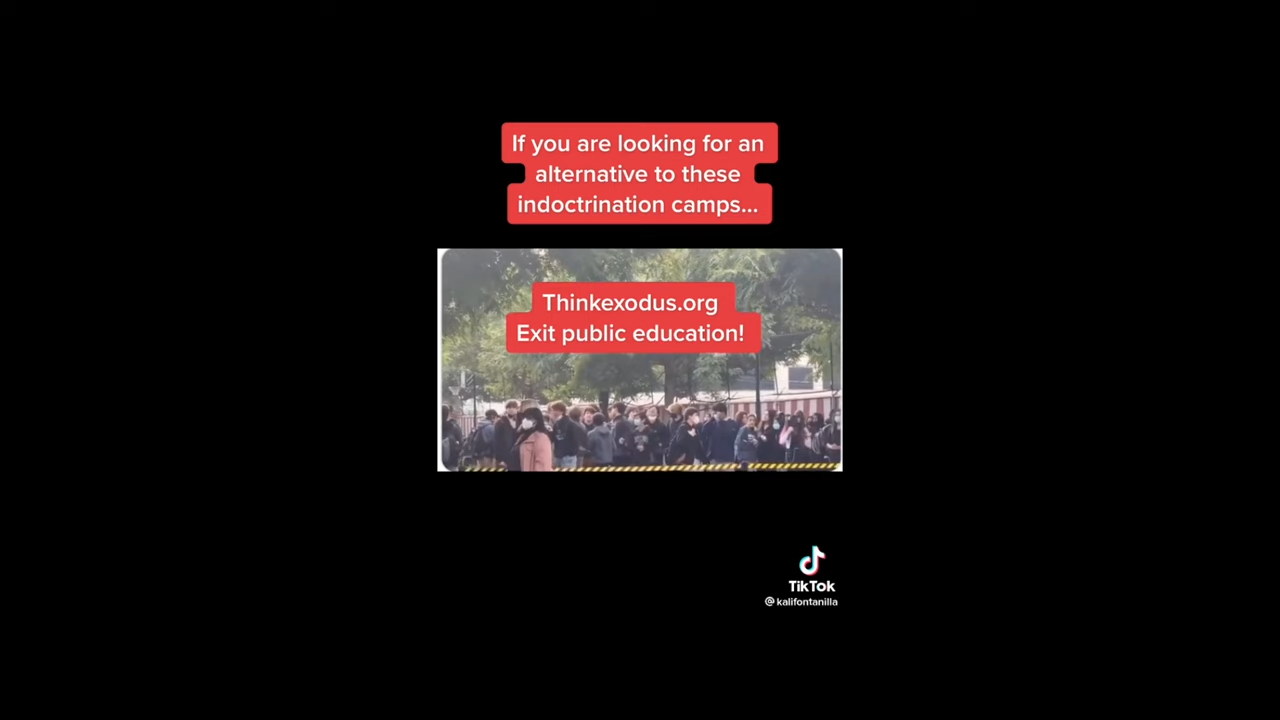 If you are looking for an
alternative to these
indoctrination camps...
Thinkexodus.org
Exit public education!
TikTok
@kalifontanilla